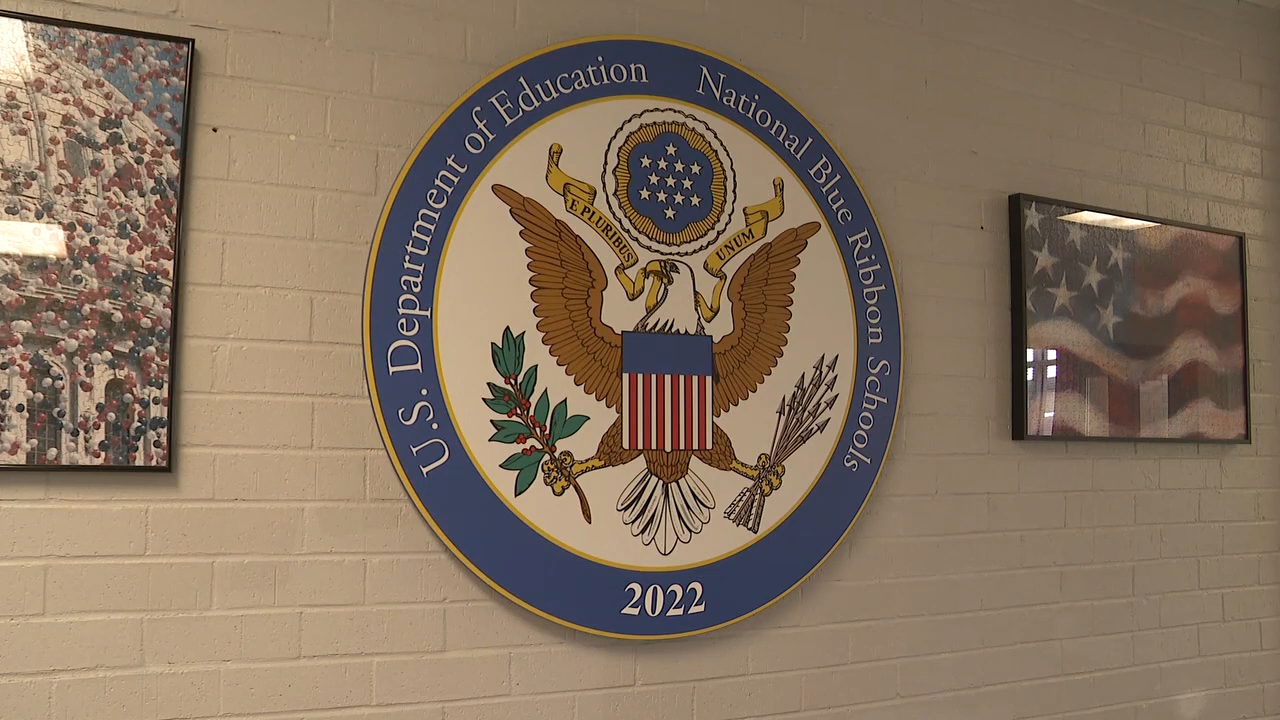 U.S. Department of Education National Blue Ribbon Schools
E PLURIBUS UNUM
2022